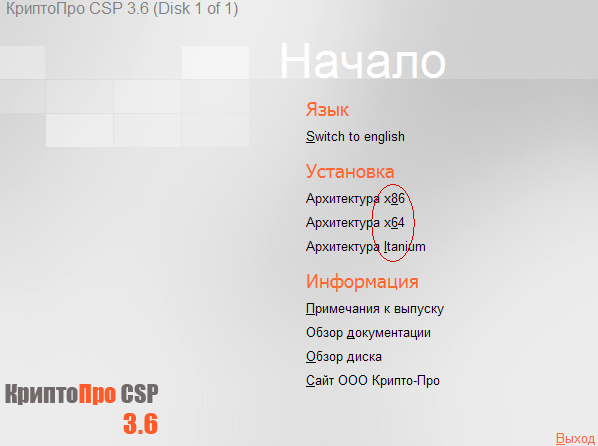 КриптоПро CSP 3.6 (Disk 1 of 1)
Начало
Язык
Switch to english
Установка
Архитектура x86
Архитектура x64
Архитектура Itanium
Информация
Примечания к выпуску
Обзор документации
Обзор диска
Сайт ООО Крипто-Про
КриптоПро CSP
3.6
Выход